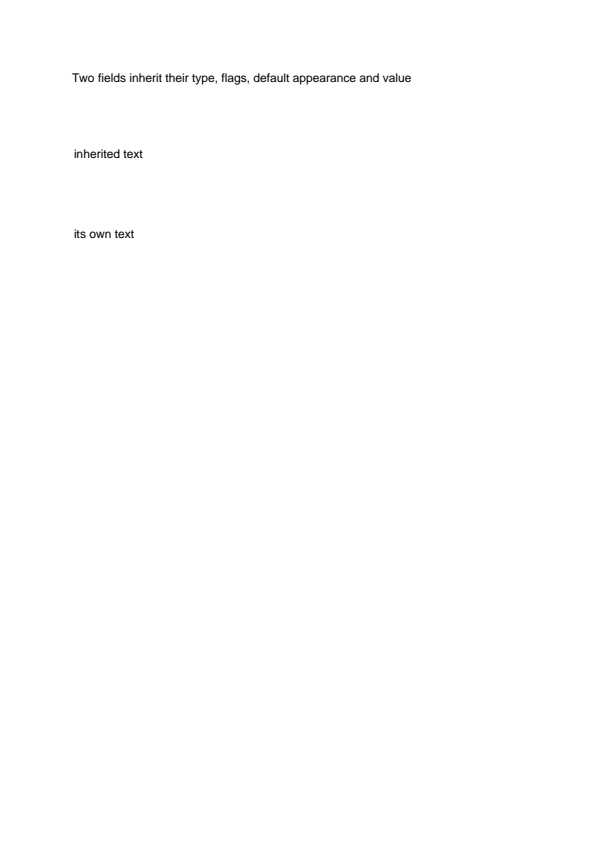 Two fields inherit their type, flags, default appearance and value
inherited text
its own text